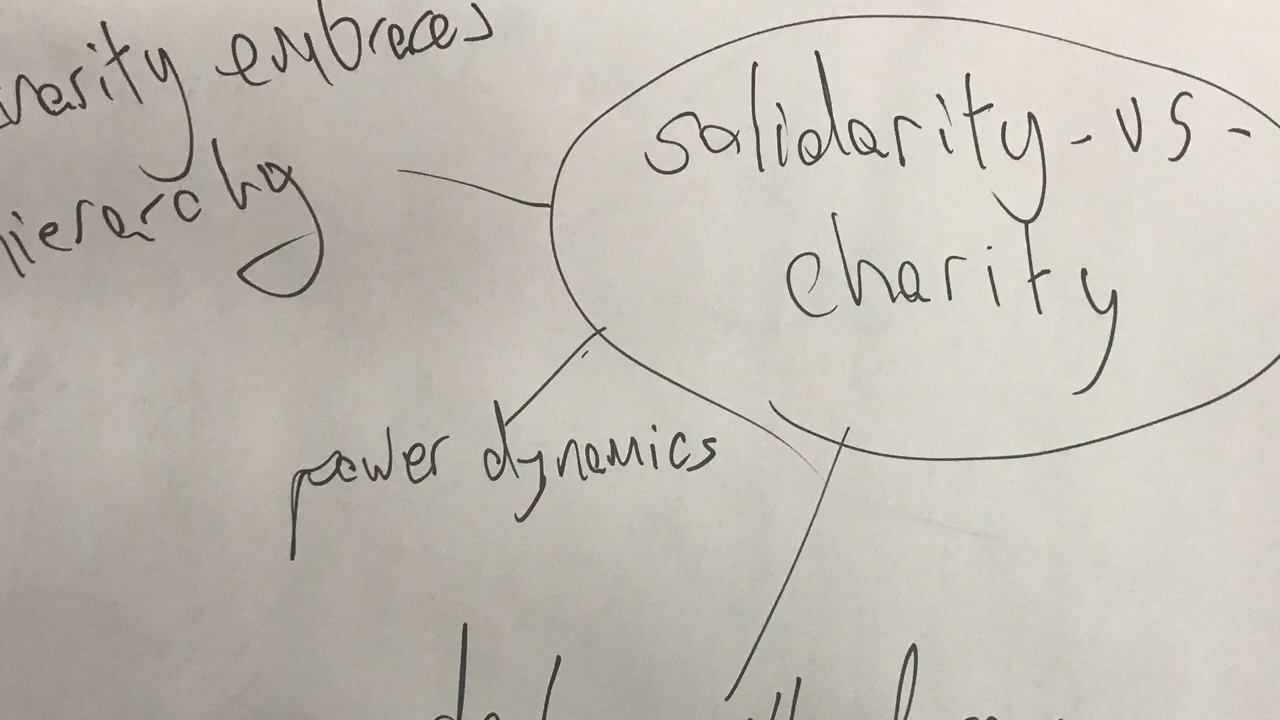 embraces
hierarchy
solidarity-vs-
charity
power dynamics